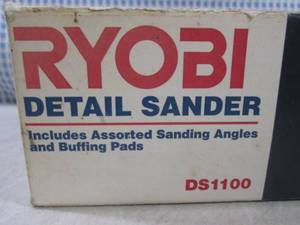 RYOBI
DETAIL SANDER
Includes Assorted Sanding Angles
and Buffing Pads
DS1100